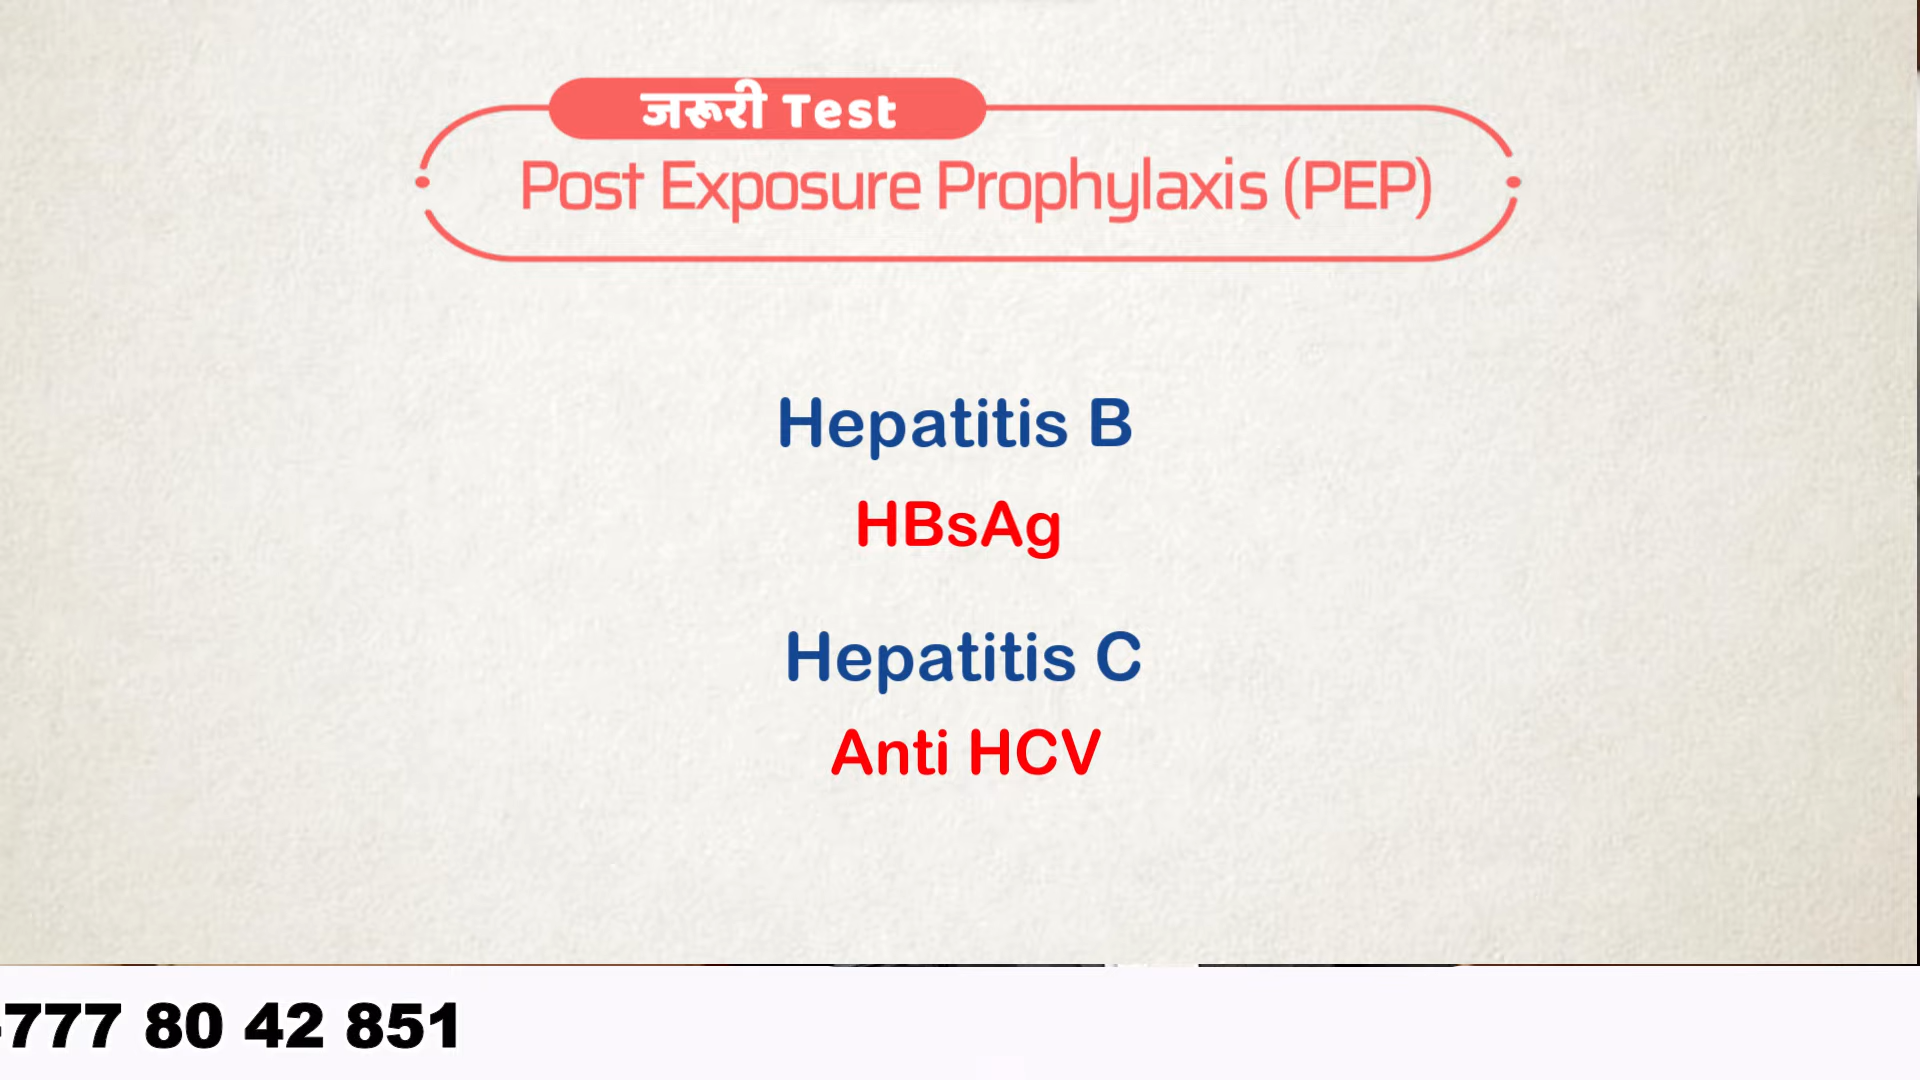 जरूरी Test
Post Exposure Prophylaxis (PEP)
Hepatitis B
HBsAg
Hepatitis C
Anti HCV
-777 80 42 851